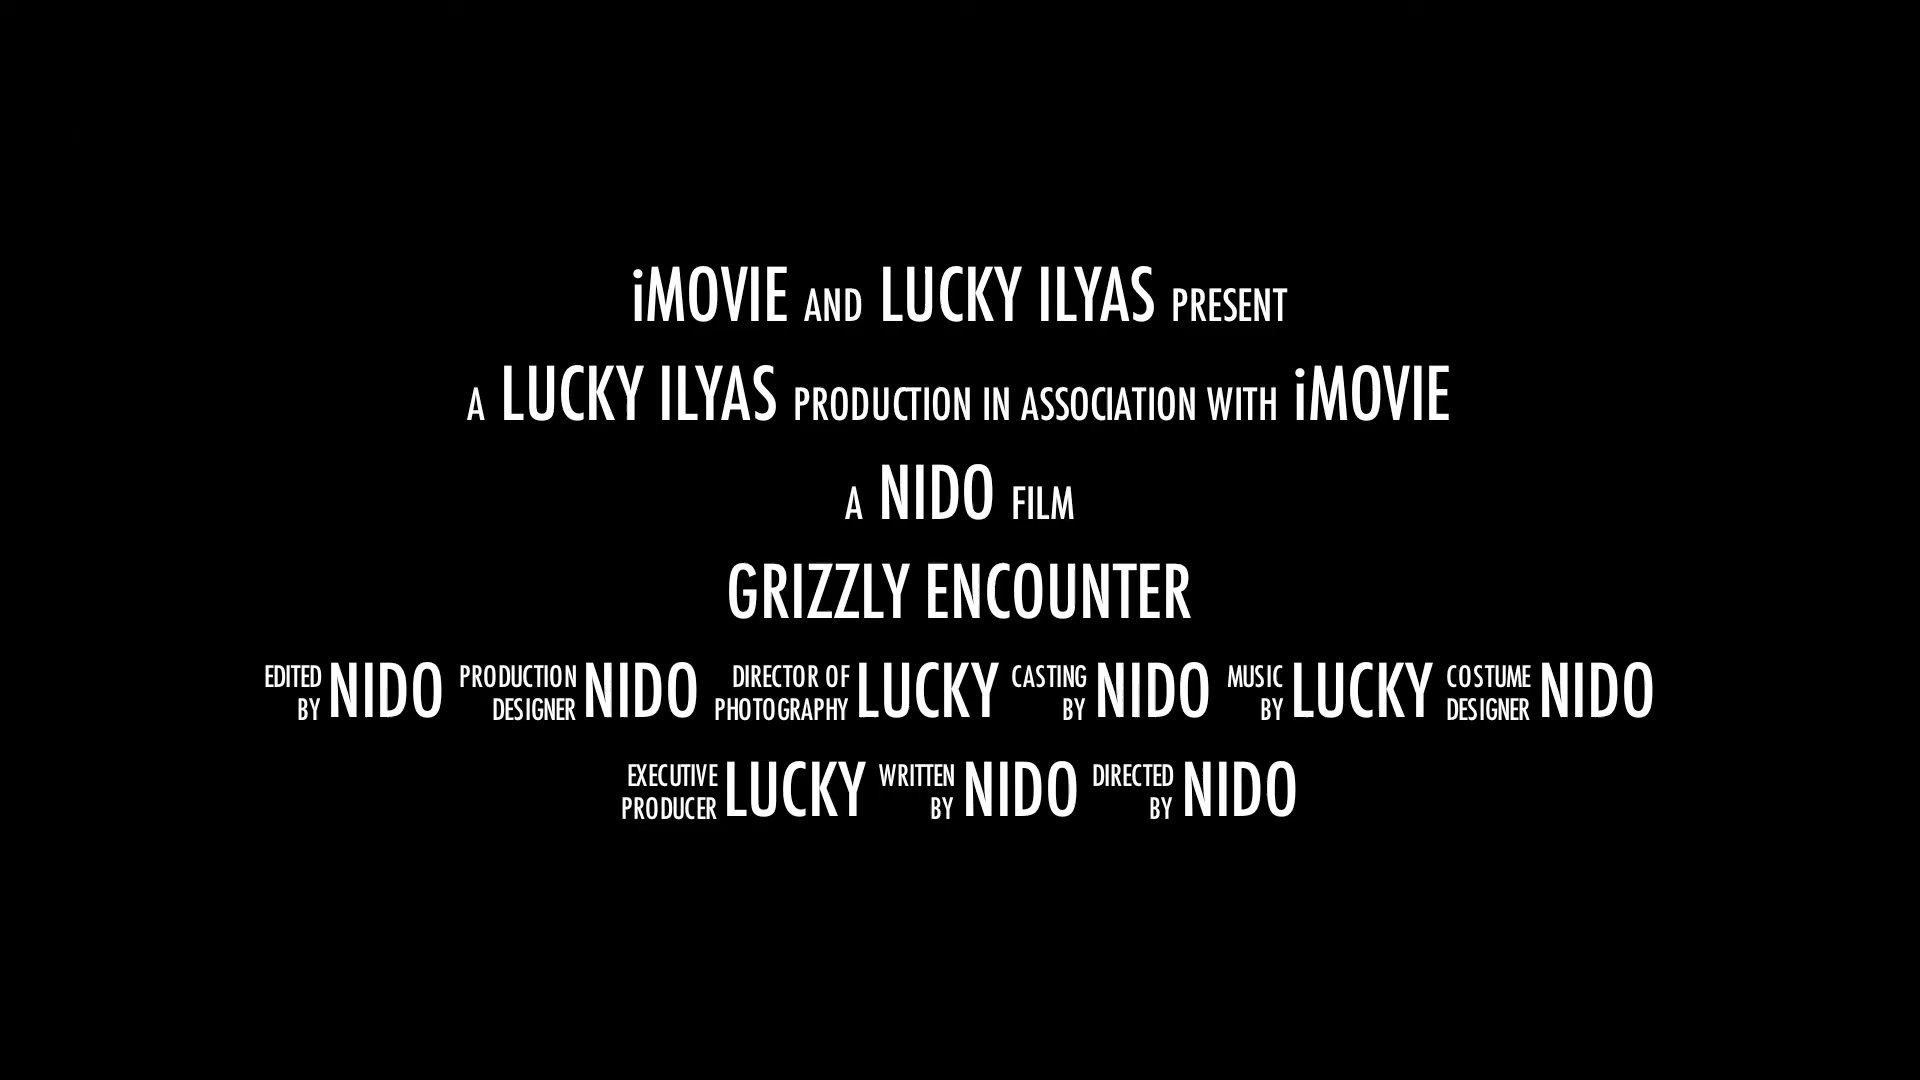 iMOVIE AND LUCKY ILYAS PRESENT
A LUCKY ILYAS PRODUCTION IN ASSOCIATION WITH iMOVIE
A NIDO FILM
GRIZZLY ENCOUNTER
EDITED BY NIDO PRODUCTION DESIGNER NIDO DIRECTOR OF PHOTOGRAPHY LUCKY CASTING BY NIDO MUSIC BY LUCKY COSTUME DESIGNER NIDO
EXECUTIVE PRODUCER LUCKY WRITTEN BY NIDO DIRECTED BY NIDO